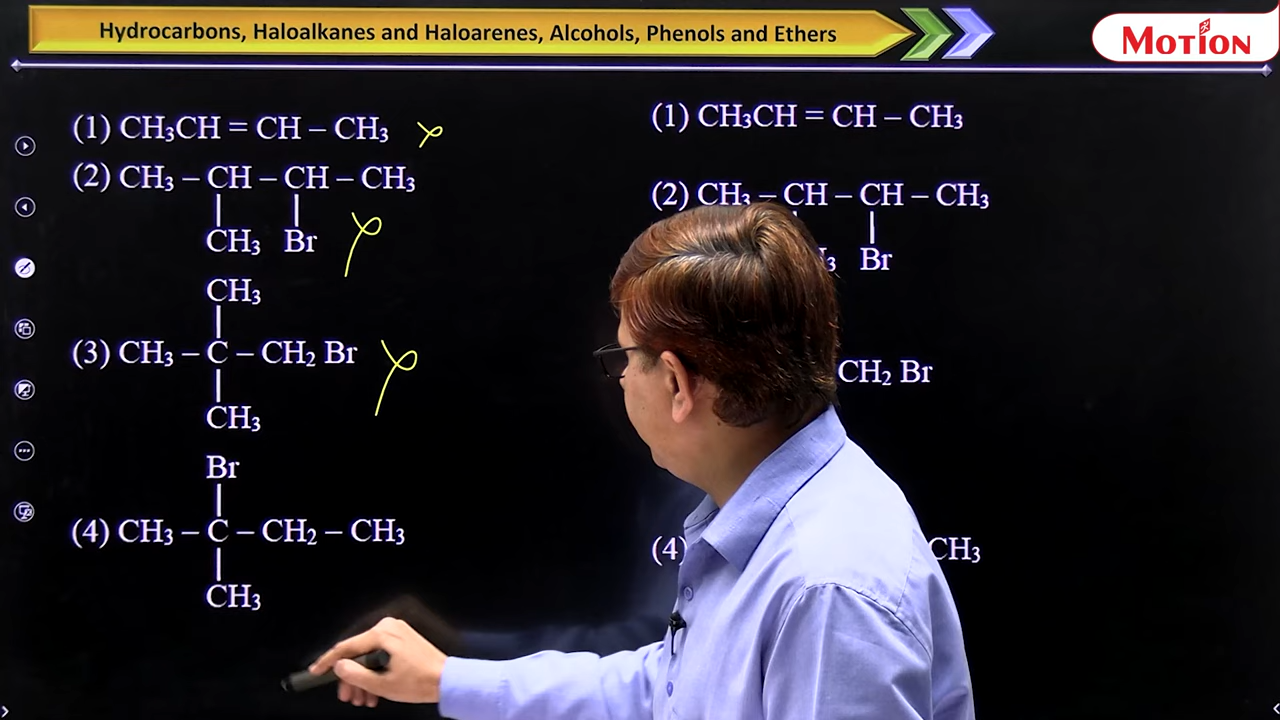 Hydrocarbons, Haloalkanes and Haloarenes, Alcohols, Phenols and Ethers
MOTION
(1) CH₃CH = CH – CH₃
(2) CH₃ – CH – CH – CH₃
CH₃ Br
CH₃
(3) CH₃ – C – CH₂ Br
CH₃
Br
(4) CH₃ – C – CH₂ – CH₃
CH₃
(1) CH₃CH = CH – CH₃
(2) CH₃ – CH – CH – CH₃
₃ Br
CH₂ Br
(4)
CH₃